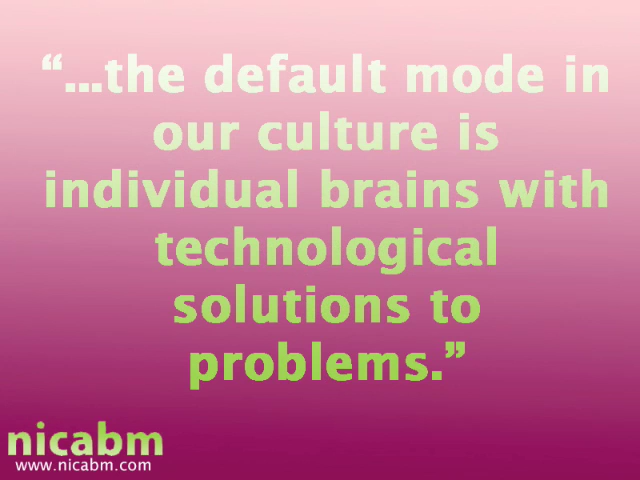 “...the default mode in
our culture is
individual brains with
technological
solutions to
problems.”
nicabm
www.nicabm.com